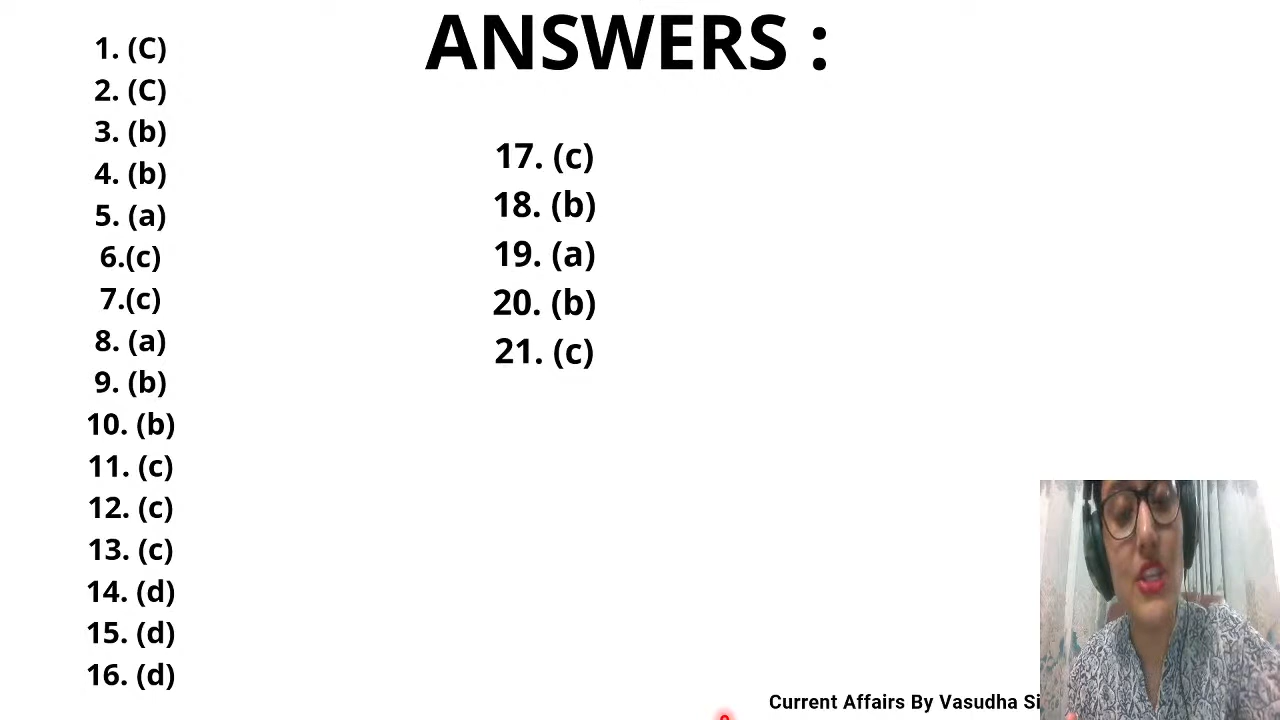 ANSWERS :
1. (C)
2. (C)
3. (b)
4. (b)
5. (a)
6.(c)
7.(c)
8. (a)
9. (b)
10. (b)
11. (c)
12. (c)
13. (c)
14. (d)
15. (d)
16. (d)
17. (c)
18. (b)
19. (a)
20. (b)
21. (c)
Current Affairs By Vasudha